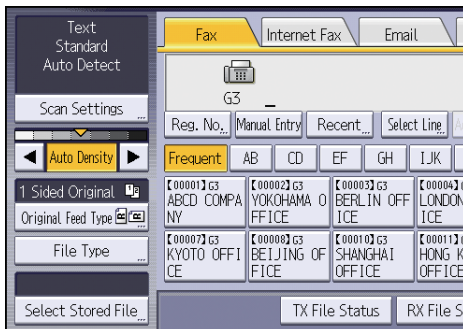 Text
Standard
Auto Detect
Scan Settings
Auto Density
1 Sided Original
Original Feed Type
File Type
Select Stored File
Fax
Internet Fax
Email
G3 _
Reg. No.
Manual Entry
Recent
Select Line
Frequent
AB
CD
EF
GH
IJK
[00001] G3
ABCD COMPA
NY
[00002] G3
YOKOHAMA O
FFICE
[00003] G3
BERLIN OFF
ICE
[00004]
LONDON
ICE
[00007] G3
KYOTO OFFI
CE
[00008] G3
BEIJING OF
FICE
[00010] G3
SHANGHAI
OFFICE
[00011]
HONG K
OFFICE
TX File Status
RX File S